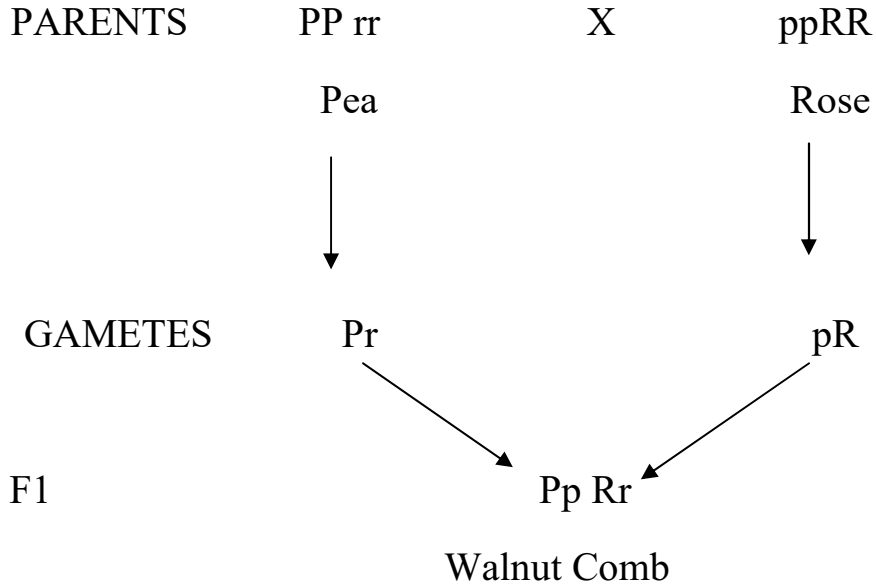 PARENTS PP rr X ppRR
Pea Rose
GAMETES Pr pR
F1 Pp Rr
Walnut Comb